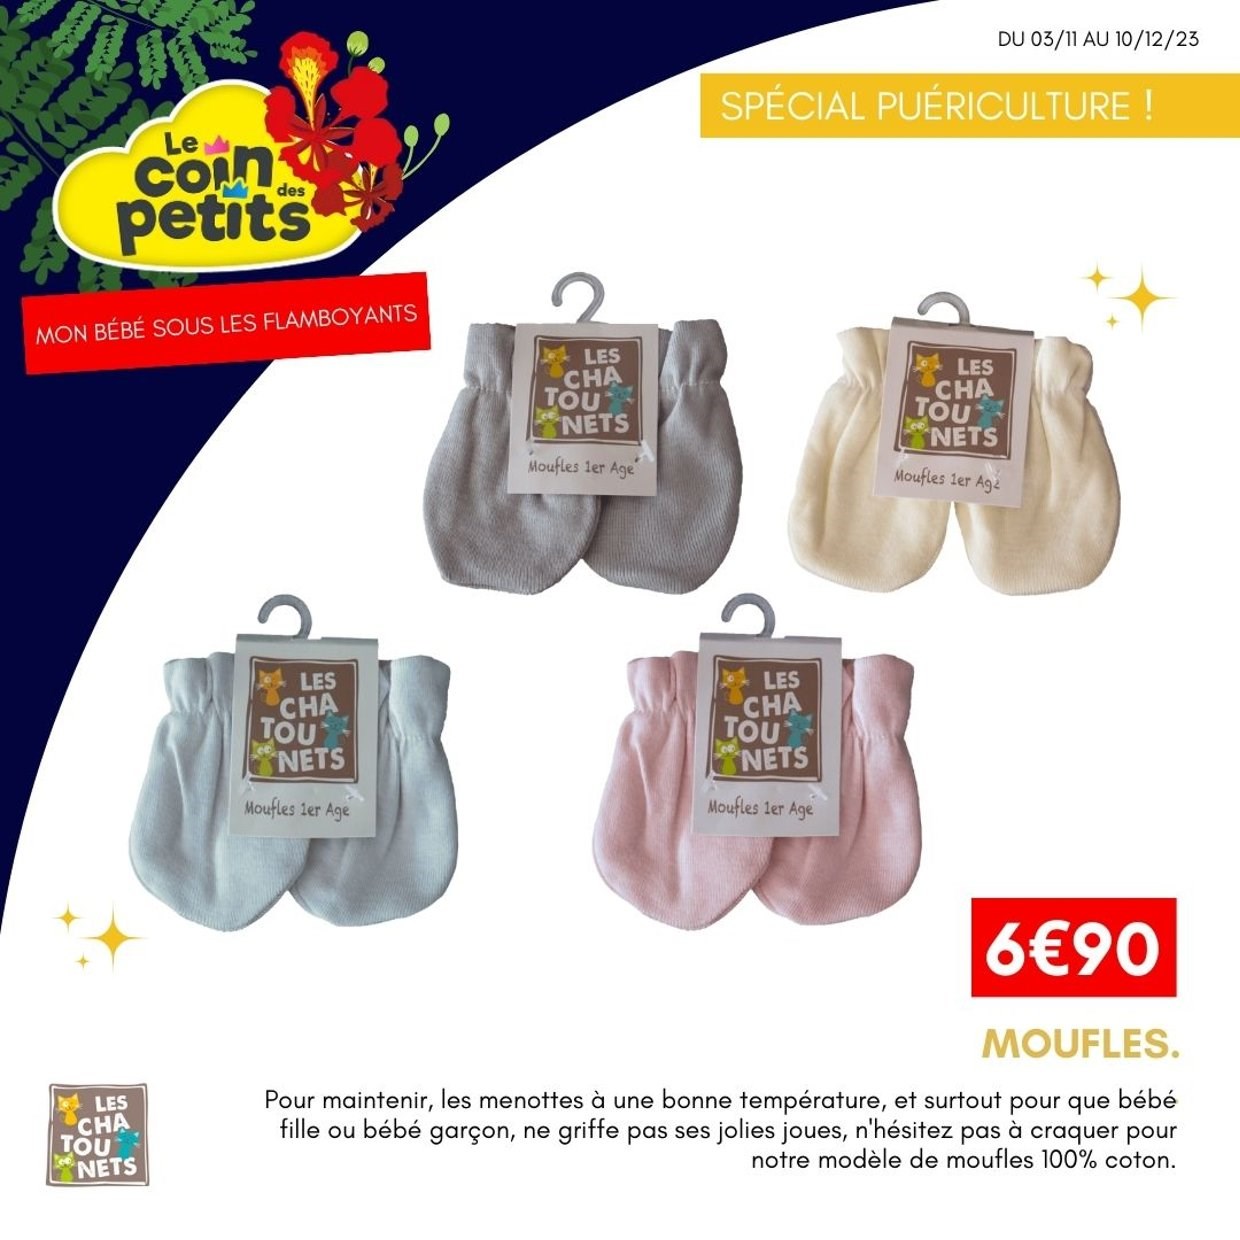 DU 03/11 AU 10/12/23
SPÉCIAL PUÉRICULTURE !
Le
coin
des
petits
MON BÉBÉ SOUS LES FLAMBOYANTS
LES
CHA
TOU
NETS
Moufles 1er Age
LES
CHA
TOU
NETS
Moufles 1er Age
LES
CHA
TOU
NETS
Moufles 1er Age
LES
CHA
TOU
NETS
Moufles 1er Age
6€90
MOUFLES.
LES
CHA
TOU
NETS
Pour maintenir, les menottes à une bonne température, et surtout pour que bébé
fille ou bébé garçon, ne griffe pas ses jolies joues, n'hésitez pas à craquer pour
notre modèle de moufles 100% coton.